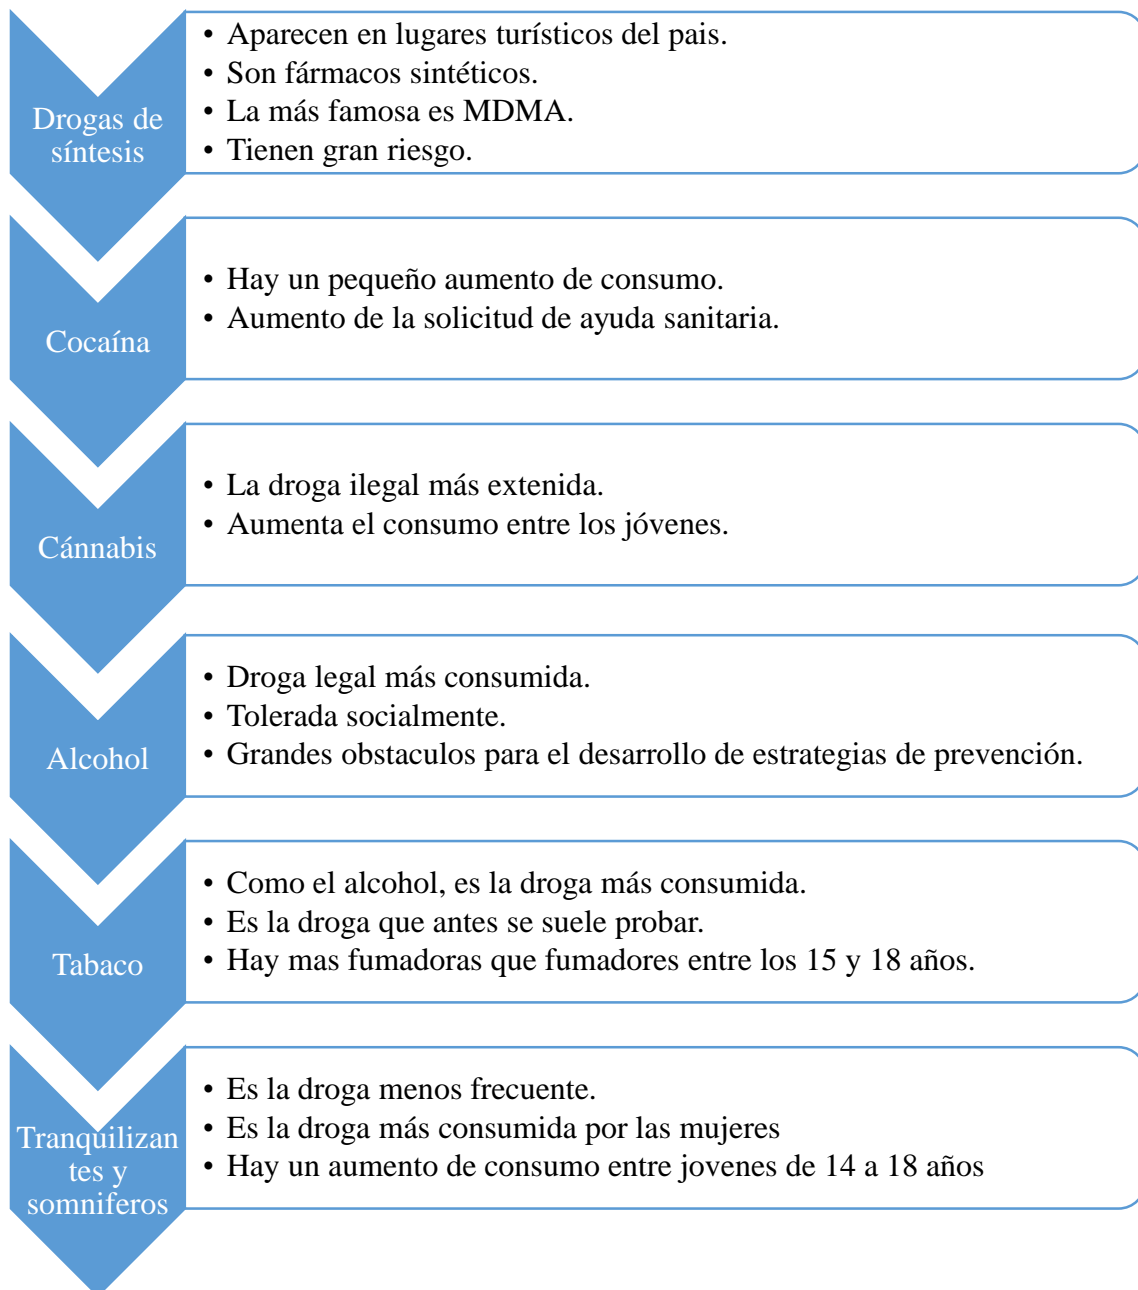 Drogas de
síntesis
• Aparecen en lugares turísticos del pais.
• Son fármacos sintéticos.
• La más famosa es MDMA.
• Tienen gran riesgo.
Cocaína
• Hay un pequeño aumento de consumo.
• Aumento de la solicitud de ayuda sanitaria.
Cánnabis
• La droga ilegal más extenida.
• Aumenta el consumo entre los jóvenes.
Alcohol
• Droga legal más consumida.
• Tolerada socialmente.
• Grandes obstaculos para el desarrollo de estrategias de prevención.
Tabaco
• Como el alcohol, es la droga más consumida.
• Es la droga que antes se suele probar.
• Hay mas fumadoras que fumadores entre los 15 y 18 años.
Tranquilizan
tes y
somniferos
• Es la droga menos frecuente.
• Es la droga más consumida por las mujeres
• Hay un aumento de consumo entre jovenes de 14 a 18 años